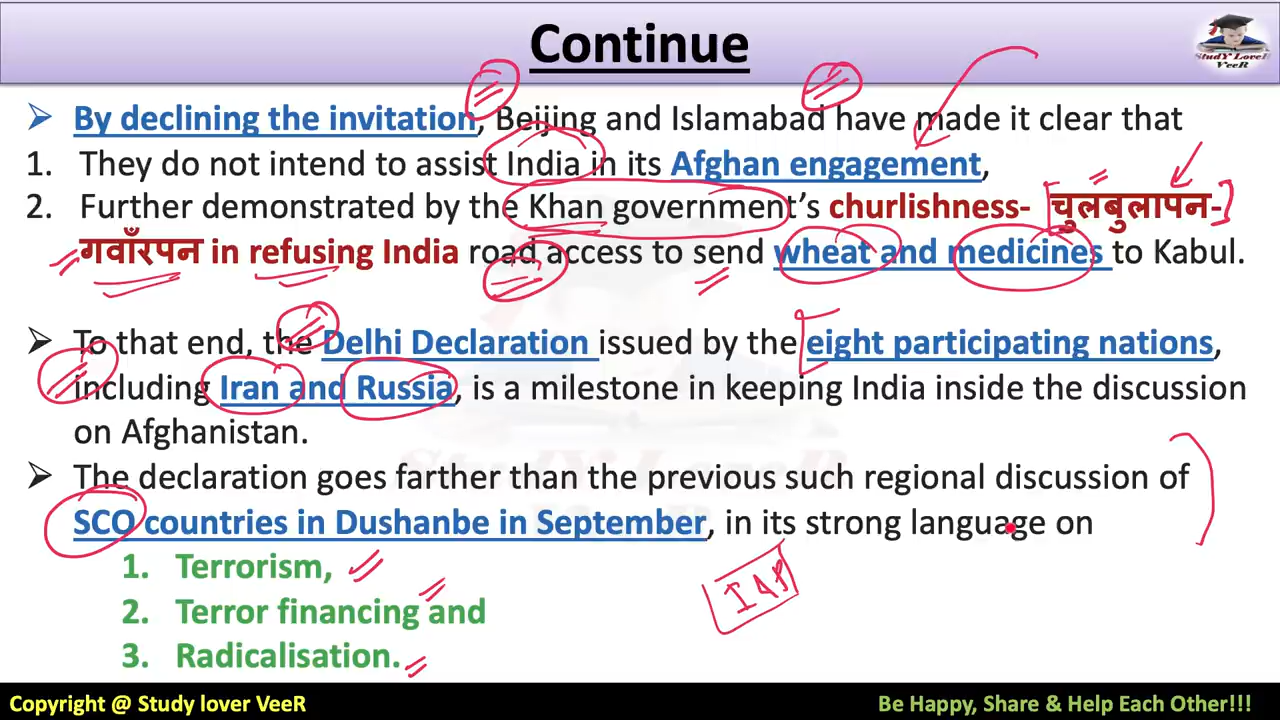 Continue
StudY LoveR
VeeR
➢ By declining the invitation, Beijing and Islamabad have made it clear that
1. They do not intend to assist India in its Afghan engagement,
2. Further demonstrated by the Khan government's churlishness- चुलबुलापन-
गवाँरपन in refusing India road access to send wheat and medicines to Kabul.
➢ To that end, the Delhi Declaration issued by the eight participating nations,
including Iran and Russia, is a milestone in keeping India inside the discussion
on Afghanistan.
➢ The declaration goes farther than the previous such regional discussion of
SCO countries in Dushanbe in September, in its strong language on
1. Terrorism,
2. Terror financing and
3. Radicalisation.
Copyright @ Study lover VeeR
Be Happy, Share & Help Each Other!!!